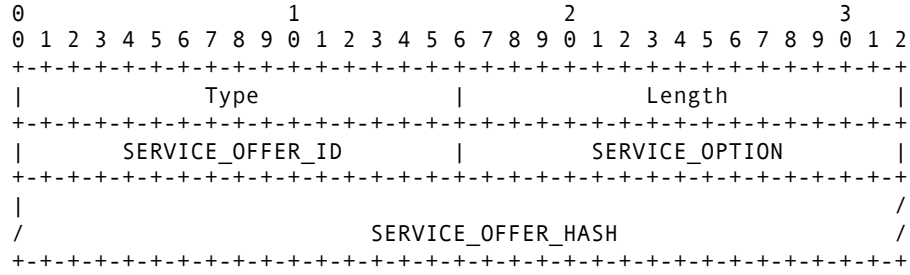 0                   1                   2                   3
0 1 2 3 4 5 6 7 8 9 0 1 2 3 4 5 6 7 8 9 0 1 2 3 4 5 6 7 8 9 0 1 2
+-+-+-+-+-+-+-+-+-+-+-+-+-+-+-+-+-+-+-+-+-+-+-+-+-+-+-+-+-+-+-+-+
|             Type              |             Length            |
+-+-+-+-+-+-+-+-+-+-+-+-+-+-+-+-+-+-+-+-+-+-+-+-+-+-+-+-+-+-+-+-+
|       SERVICE_OFFER_ID        |         SERVICE_OPTION        |
+-+-+-+-+-+-+-+-+-+-+-+-+-+-+-+-+-+-+-+-+-+-+-+-+-+-+-+-+-+-+-+-+
|                                                               /
/                         SERVICE_OFFER_HASH                    /
+-+-+-+-+-+-+-+-+-+-+-+-+-+-+-+-+-+-+-+-+-+-+-+-+-+-+-+-+-+-+-+-+